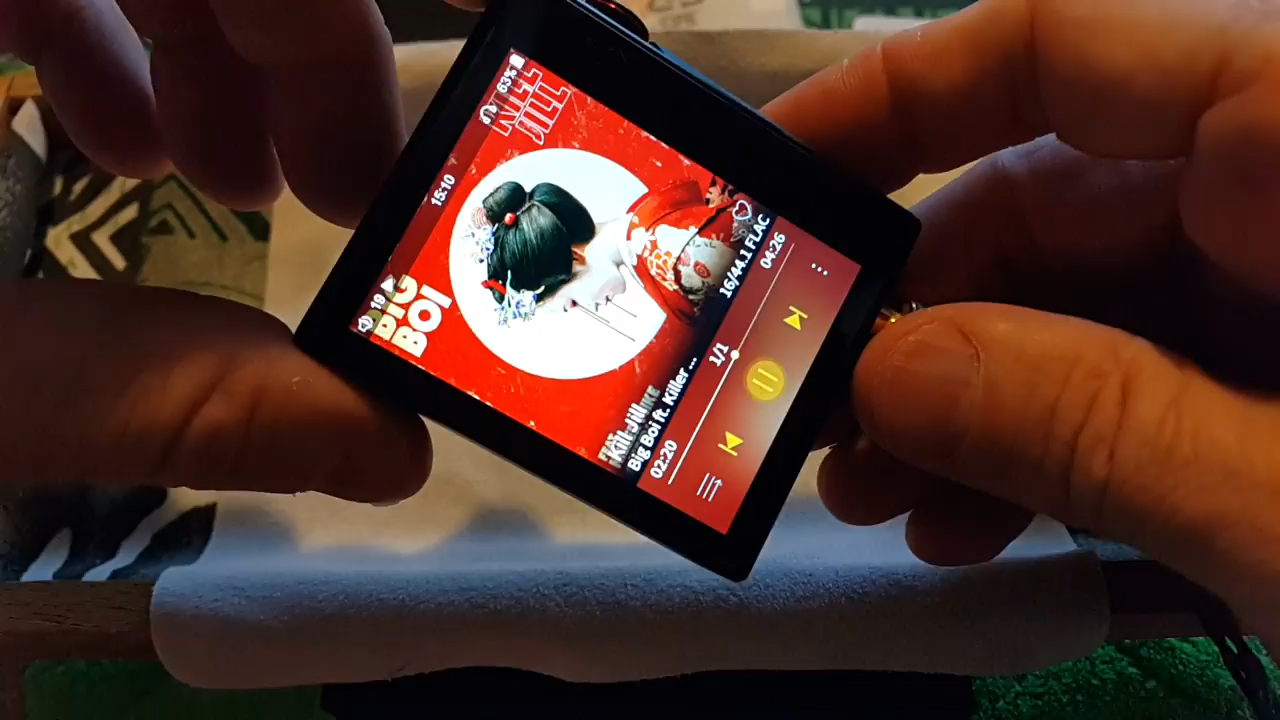 19
15:10
63%
KILL
JILL
BIG
BOI
FEAT.
Kill Jill
Big Boi ft. Killer ...
16/44.1 FLAC
02:20
1/1
04:26